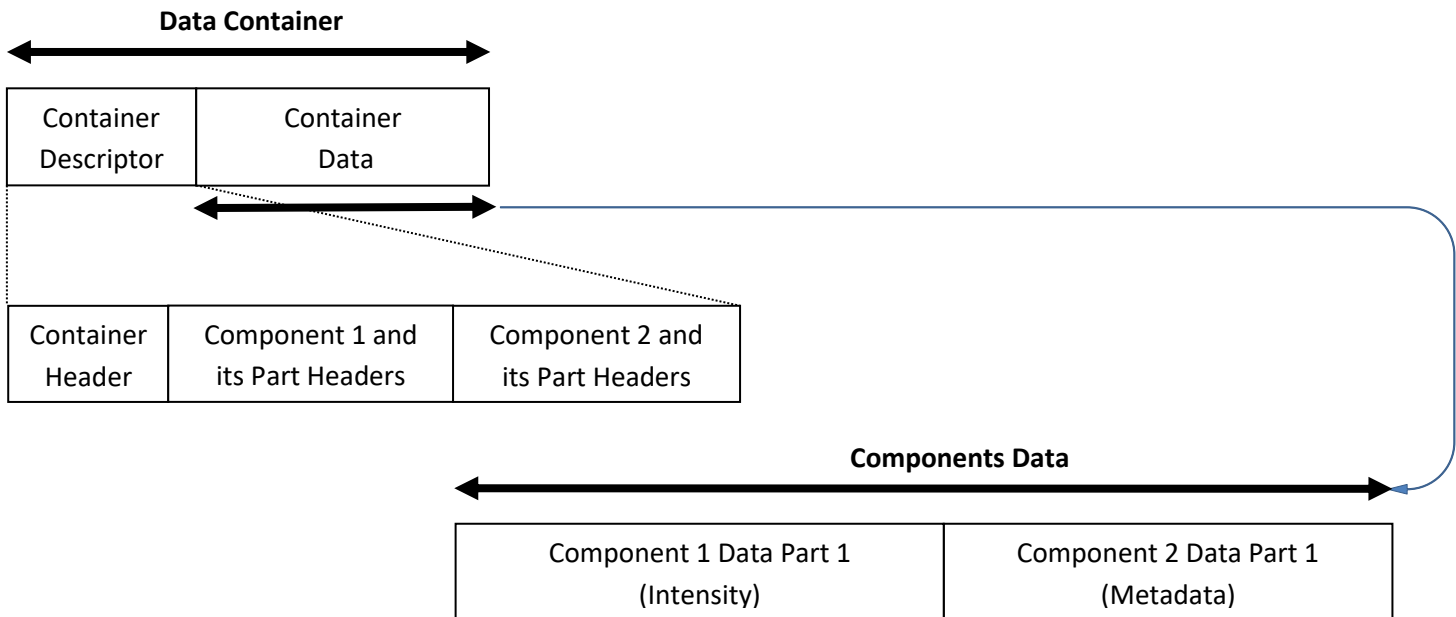 Data Container
Container Descriptor
Container Data
Container Header
Component 1 and its Part Headers
Component 2 and its Part Headers
Components Data
Component 1 Data Part 1 (Intensity)
Component 2 Data Part 1 (Metadata)